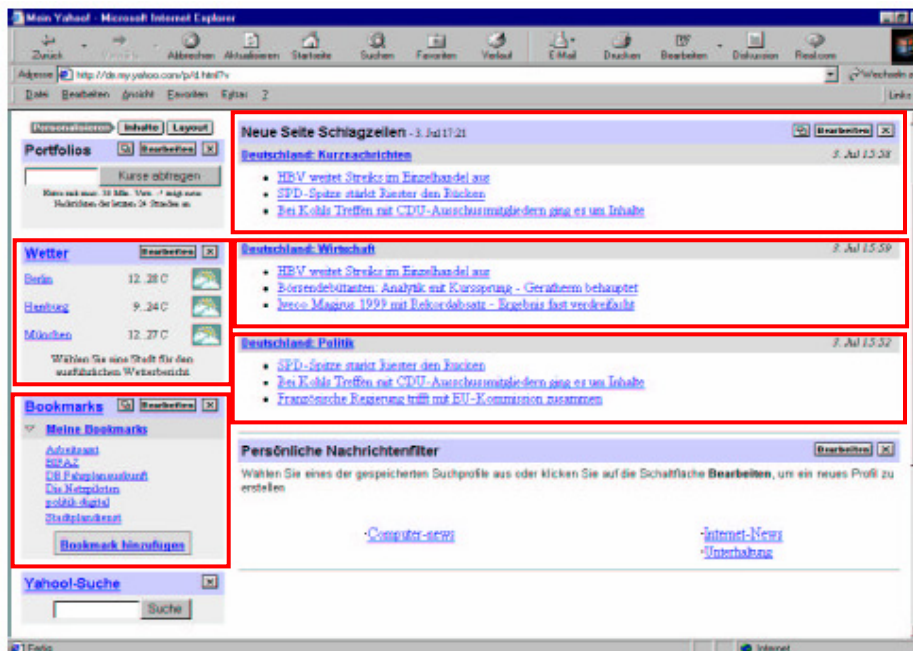 Mein Yahoo! - Microsoft Internet Explorer
Zurück Abbrechen Aktualisieren Startseite Suchen Favoriten Verlauf E-Mail Drucken Bearbeiten Diskussion Real.com
Adresse http://de.my.yahoo.com/p/d.html?v Wechseln
Datei Bearbeiten Ansicht Favoriten Extras ? Links
Personalisieren Inhalte Layout
Portfolios Bearbeiten X
Kurse abfragen
Wetter Bearbeiten X
Berlin 12..28 C
Hamburg 9..24 C
München 12..27 C
Wählen Sie eine Stadt für den
ausführlichen Wetterbericht
Bookmarks Bearbeiten X
Meine Bookmarks
Arbeitsamt
DB Fahrplanauskunft
Die Netzpiloten
politik-digital
Stadtplandienst
Bookmark hinzufügen
Yahoo!-Suche X
Suche
Neue Seite Schlagzeilen - 3. Jul 17:21 Bearbeiten X
Deutschland: Kurznachrichten 3. Jul 15:58
• HBV weitet Streiks im Einzelhandel aus
• SPD-Spitze stärkt Riester den Rücken
• Bei Kohls Treffen mit CDU-Ausschussmitgliedern ging es um Inhalte
Deutschland: Wirtschaft 3. Jul 15:59
• HBV weitet Streiks im Einzelhandel aus
• Börsendebütanten: Analytik mit Kurssprung - Geratherm behauptet
• Iveco Magirus 1999 mit Rekordabsatz - Ergebnis fast verdreifacht
Deutschland: Politik 3. Jul 15:52
• SPD-Spitze stärkt Riester den Rücken
• Bei Kohls Treffen mit CDU-Ausschussmitgliedern ging es um Inhalte
• Französische Regierung trifft mit EU-Kommission zusammen
Persönliche Nachrichtenfilter Bearbeiten X
Wählen Sie eines der gespeicherten Suchprofile aus oder klicken Sie auf die Schaltfläche Bearbeiten, um ein neues Profil zu
erstellen
·Computer-news ·Internet-News
·Unterhaltung
Fertig Internet